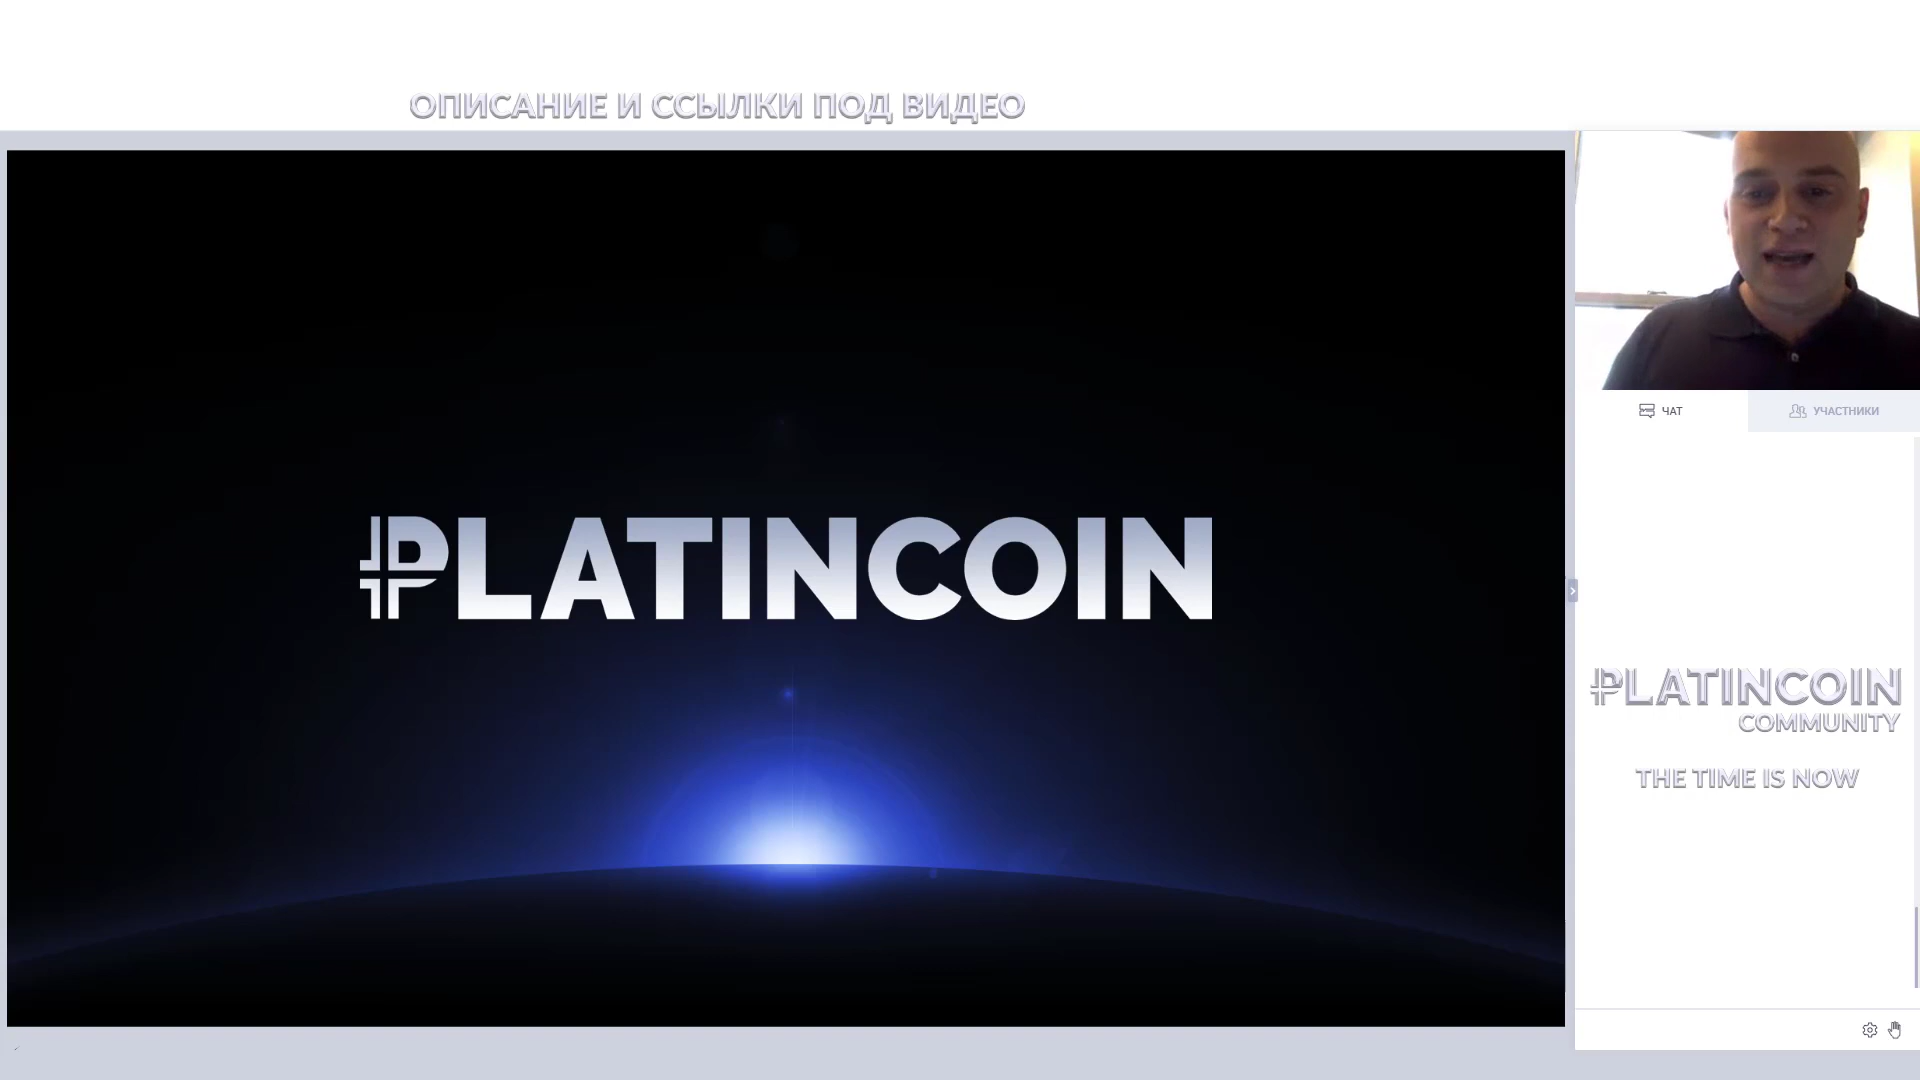 ОПИСАНИЕ И ССЫЛКИ ПОД ВИДЕО
PLATINCOIN
ЧАТ
УЧАСТНИКИ
PLATINCOIN
COMMUNITY
THE TIME IS NOW